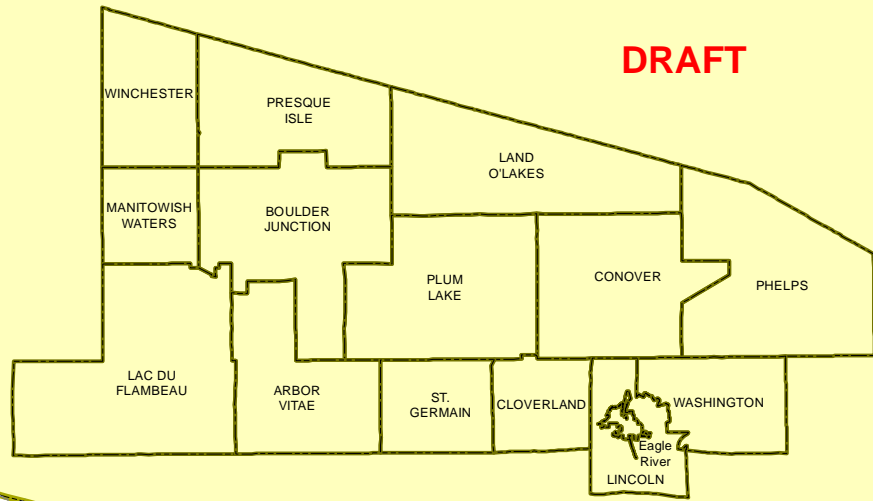 DRAFT
WINCHESTER
PRESQUE
ISLE
LAND
O'LAKES
MANITOWISH
WATERS
BOULDER
JUNCTION
PLUM
LAKE
CONOVER
PHELPS
LAC DU
FLAMBEAU
ARBOR
VITAE
ST.
GERMAIN
CLOVERLAND
WASHINGTON
Eagle
River
LINCOLN